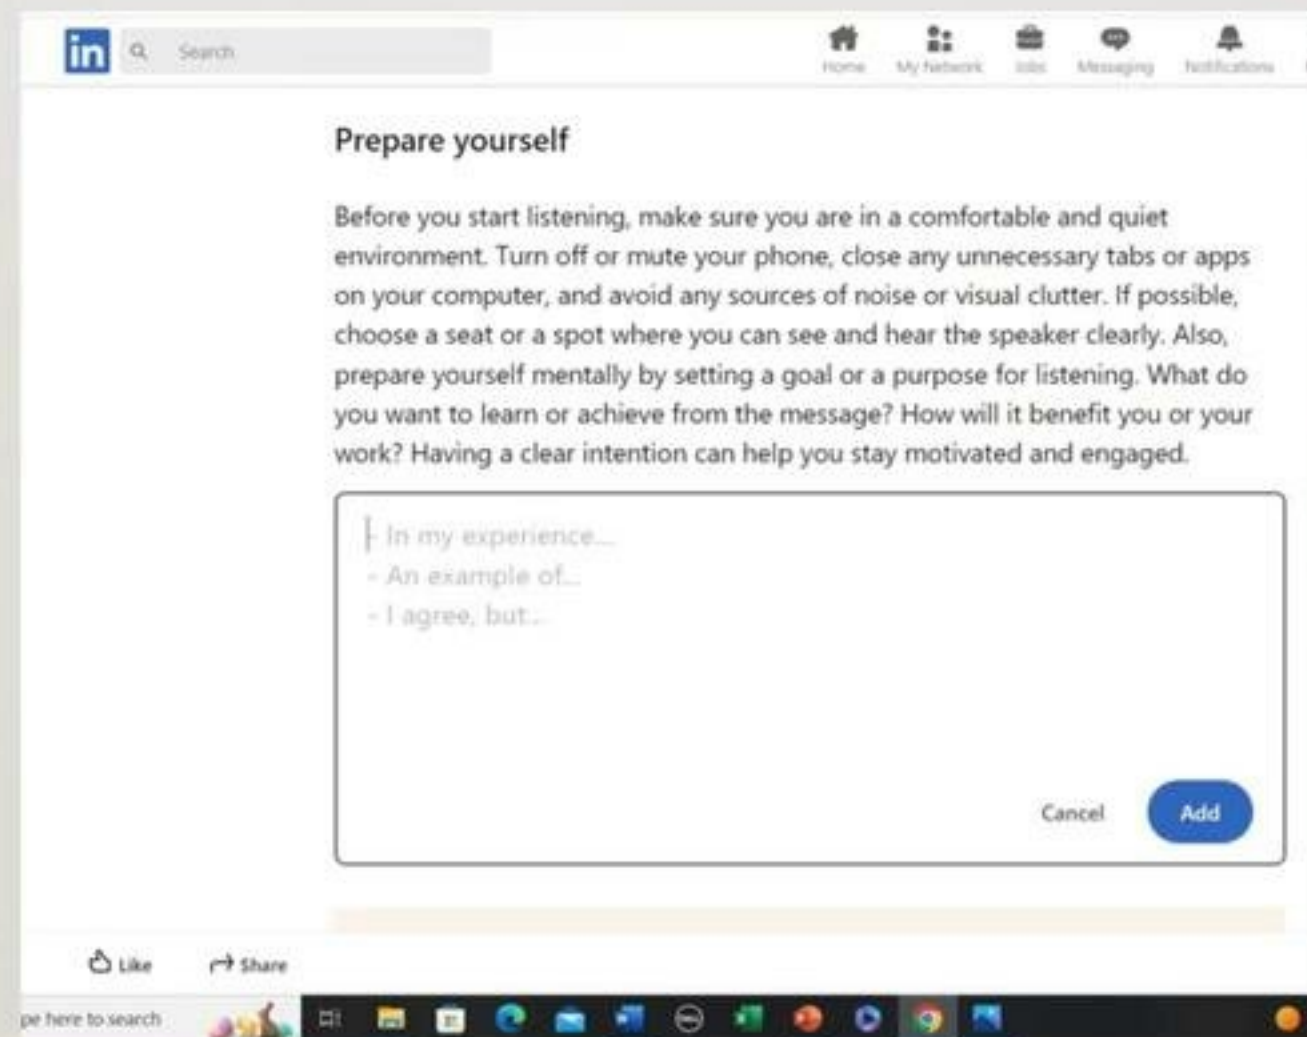 in
Search
Home My Network Jobs Messaging Notifications
Prepare yourself
Before you start listening, make sure you are in a comfortable and quiet
environment. Turn off or mute your phone, close any unnecessary tabs or apps
on your computer, and avoid any sources of noise or visual clutter. If possible,
choose a seat or a spot where you can see and hear the speaker clearly. Also,
prepare yourself mentally by setting a goal or a purpose for listening. What do
you want to learn or achieve from the message? How will it benefit you or your
work? Having a clear intention can help you stay motivated and engaged.
- In my experience...
- An example of...
- I agree, but...
Cancel Add
Like Share
pe here to search